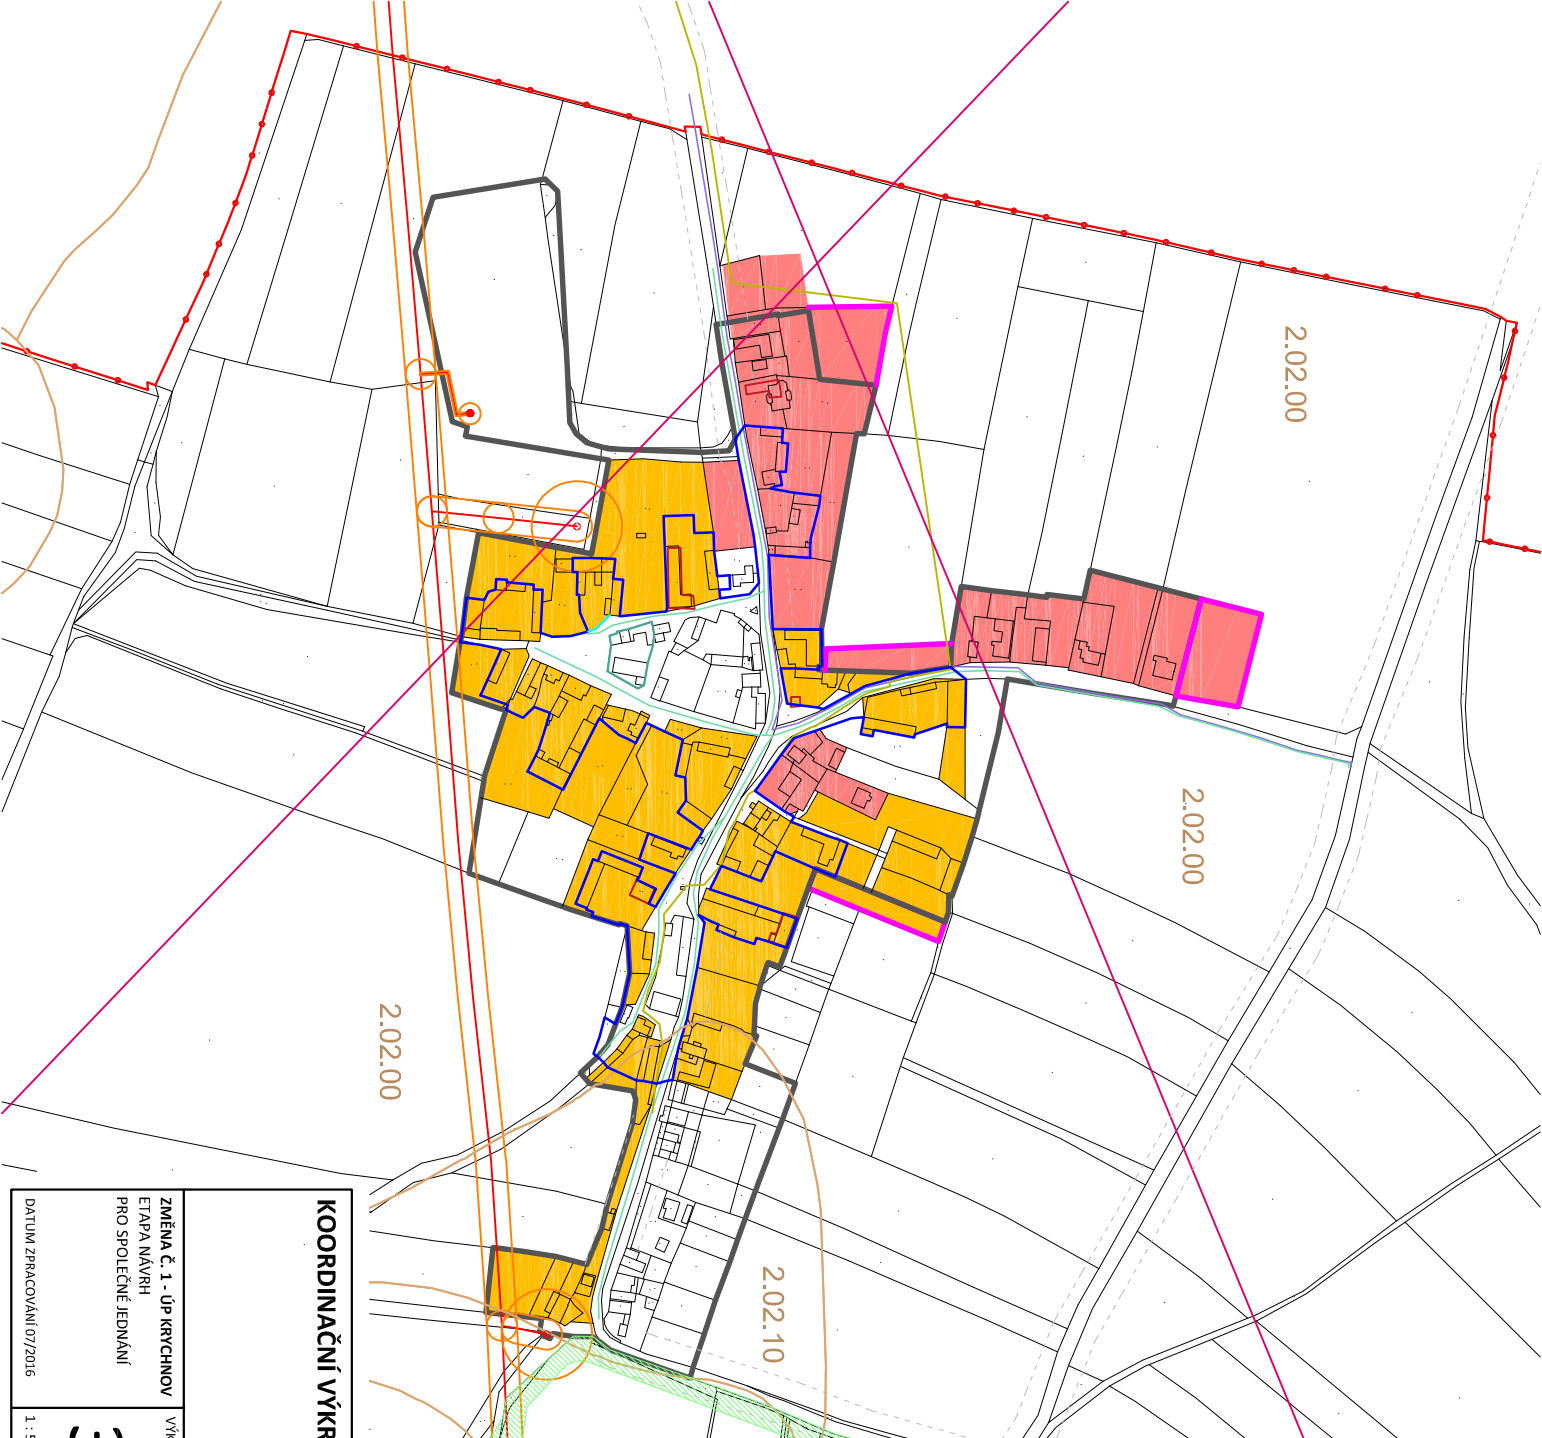 2.02.00
2.02.00
2.02.00
2.02.10
KOORDINAČNÍ VÝKR
ZMĚNA Č. 1 - ÚP KRYCHNOV
ETAPA NÁVRH
PRO SPOLEČNÉ JEDNÁNÍ
DATUM ZPRACOVÁNÍ 07/2016
VÝK